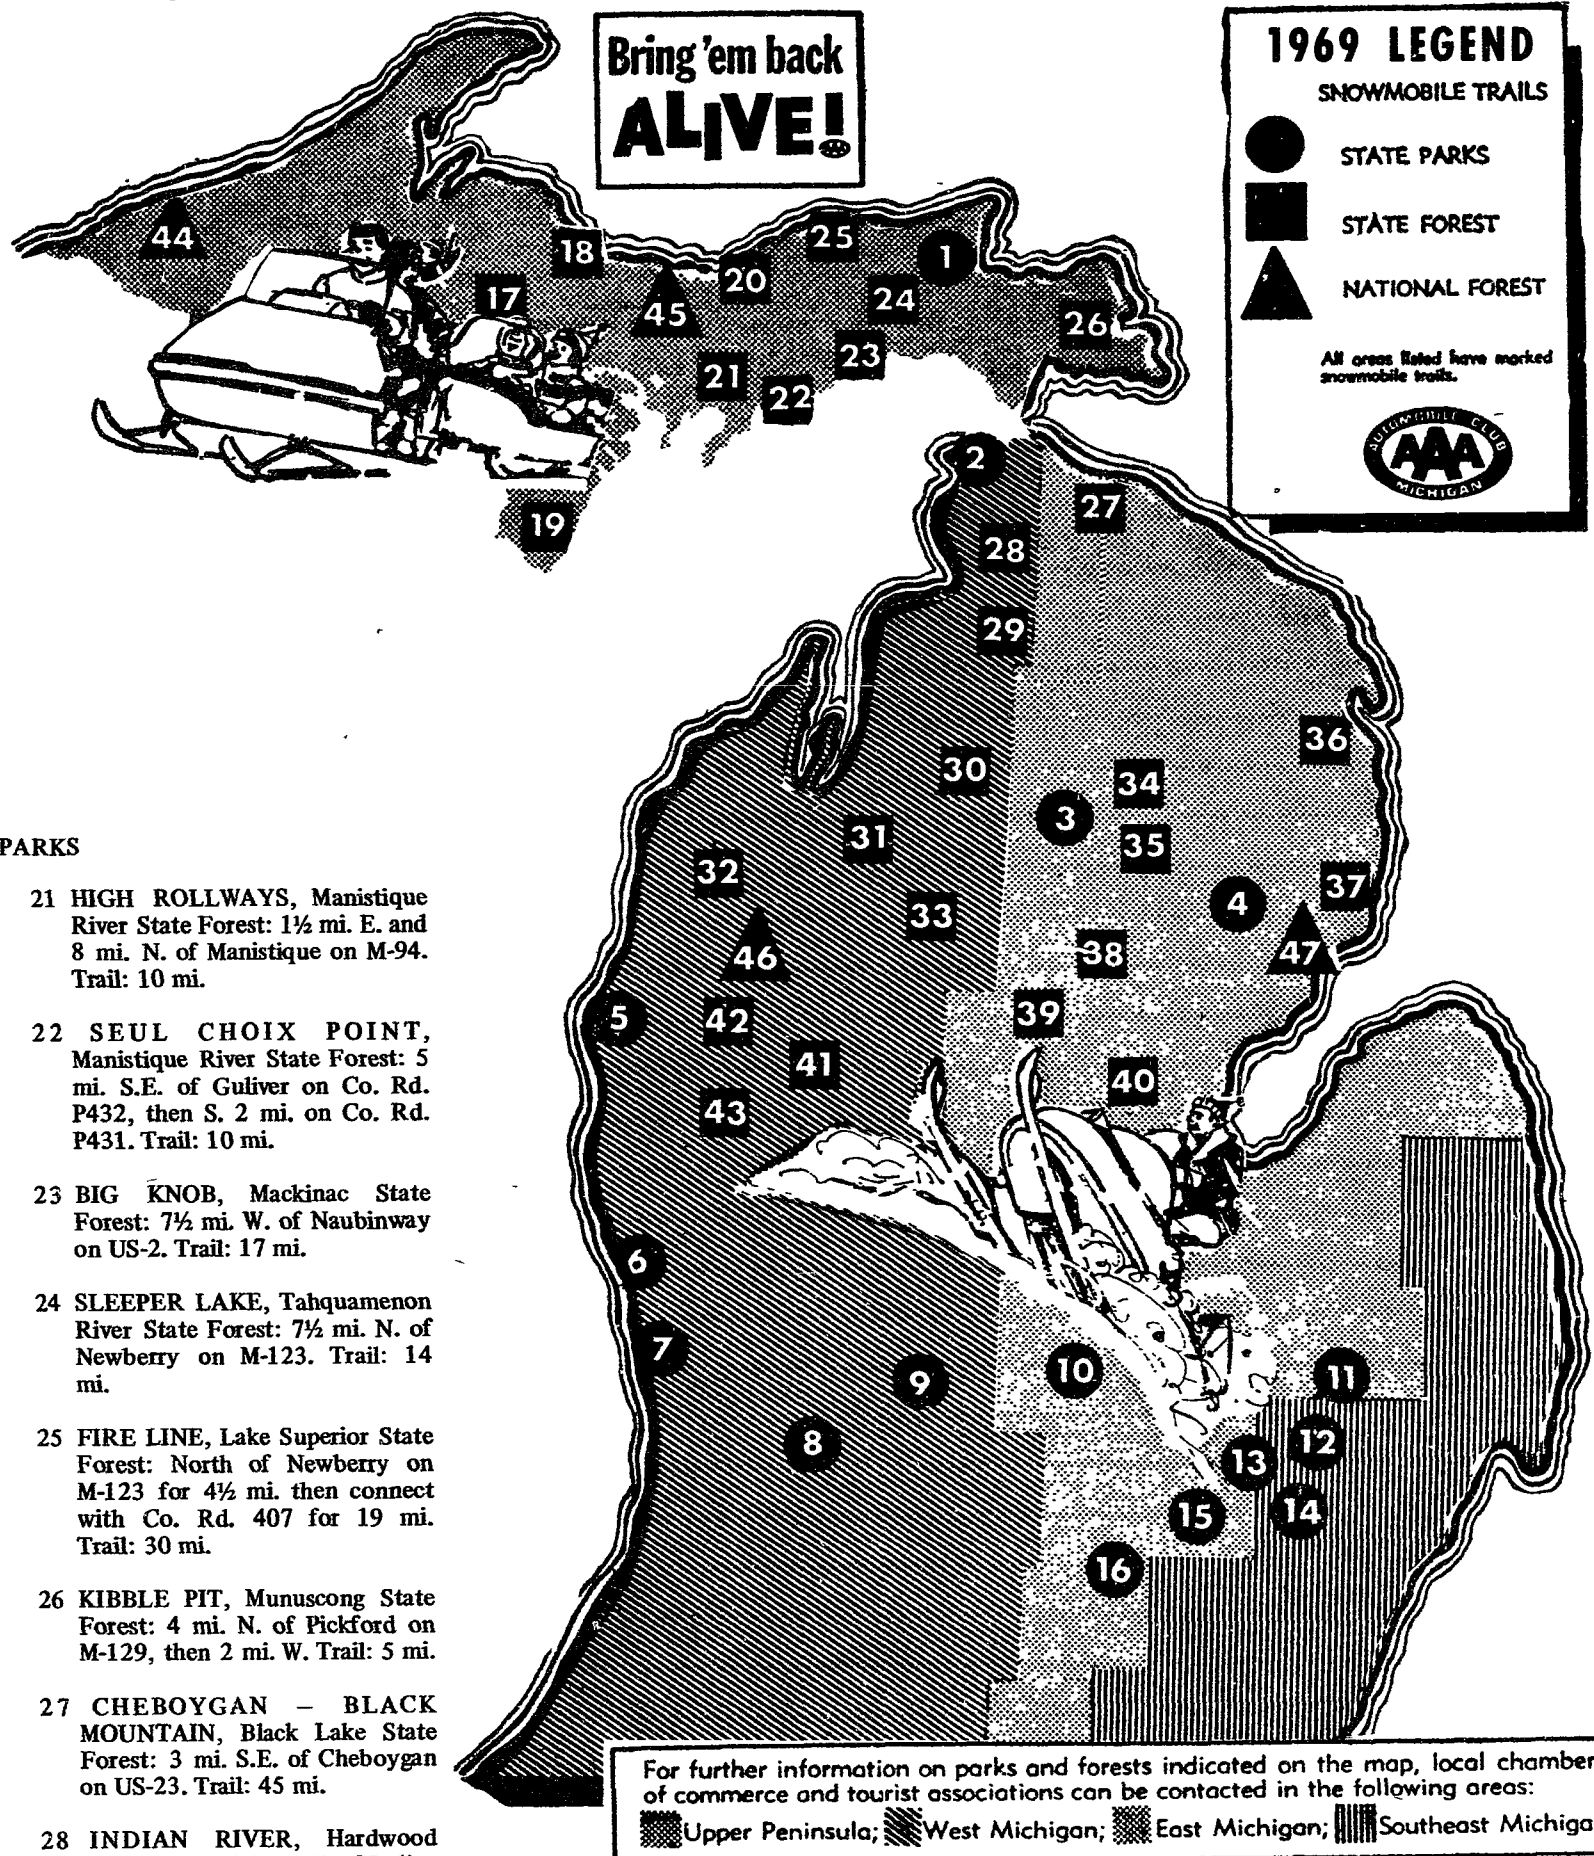 Bring 'em back
ALIVE!
AAA
1969 LEGEND
SNOWMOBILE TRAILS
STATE PARKS
STATE FOREST
NATIONAL FOREST
All areas listed have marked
snowmobile trails.
AUTOMOBILE CLUB
AAA
MICHIGAN
44
18
25
1
20
17
45
24
26
23
21
22
2
19
27
28
29
36
30
34
3
31
35
32
37
4
33
46
38
47
5
42
39
41
40
43
6
7
10
9
11
8
12
13
15
14
16
PARKS
21 HIGH ROLLWAYS, Manistique
River State Forest: 1½ mi. E. and
8 mi. N. of Manistique on M-94.
Trail: 10 mi.
22 SEUL CHOIX POINT,
Manistique River State Forest: 5
mi. S.E. of Guliver on Co. Rd.
P432, then S. 2 mi. on Co. Rd.
P431. Trail: 10 mi.
23 BIG KNOB, Mackinac State
Forest: 7½ mi. W. of Naubinway
on US-2. Trail: 17 mi.
24 SLEEPER LAKE, Tahquamenon
River State Forest: 7½ mi. N. of
Newberry on M-123. Trail: 14
mi.
25 FIRE LINE, Lake Superior State
Forest: North of Newberry on
M-123 for 4½ mi. then connect
with Co. Rd. 407 for 19 mi.
Trail: 30 mi.
26 KIBBLE PIT, Munuscong State
Forest: 4 mi. N. of Pickford on
M-129, then 2 mi. W. Trail: 5 mi.
27 CHEBOYGAN – BLACK
MOUNTAIN, Black Lake State
Forest: 3 mi. S.E. of Cheboygan
on US-23. Trail: 45 mi.
28 INDIAN RIVER, Hardwood
For further information on parks and forests indicated on the map, local chamber
of commerce and tourist associations can be contacted in the following areas:
Upper Peninsula; West Michigan; East Michigan; Southeast Michiga